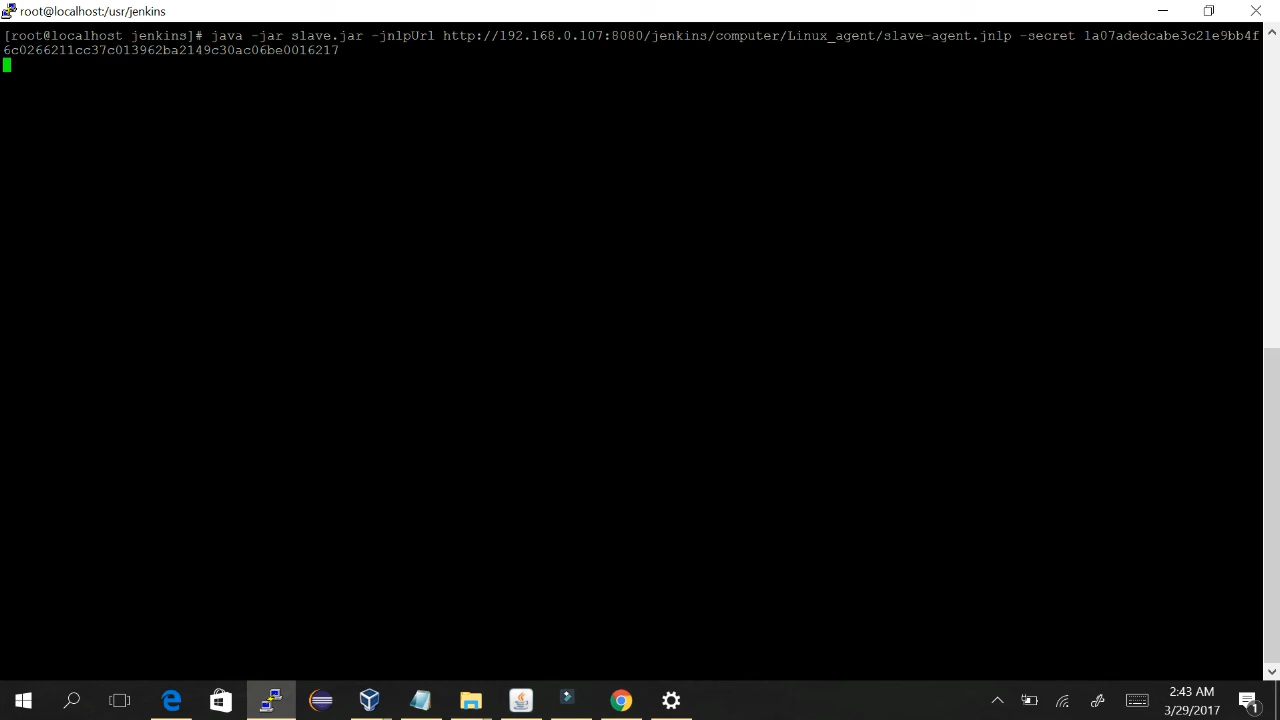 root@localhost:/usr/jenkins
[root@localhost jenkins]# java -jar slave.jar -jnlpUrl http://192.168.0.107:8080/jenkins/computer/Linux_agent/slave-agent.jnlp -secret 1a07adedcabe3c21e9bb4f
6c0266211cc37c013962ba2149c30ac06be0016217
2:43 AM
3/29/2017
1